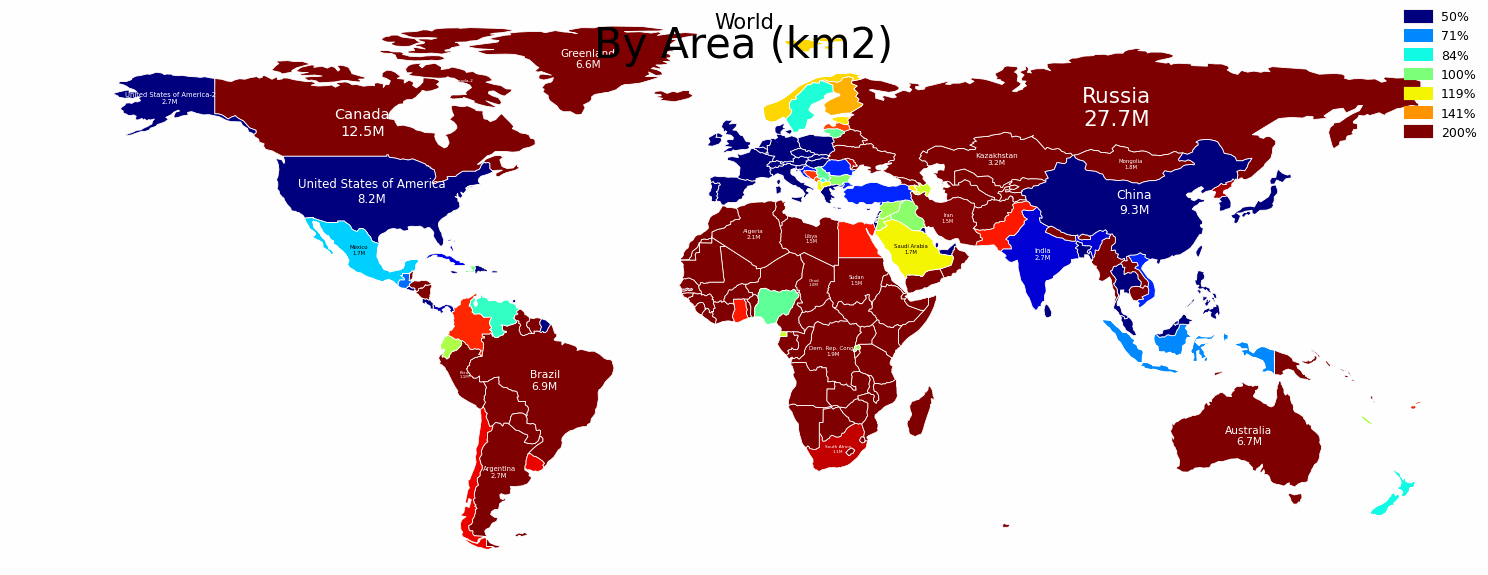 World
By Area (km2)
50%
71%
84%
100%
119%
141%
200%
Greenland
6.6M
United States of America-2
2.7M
Canada
12.5M
Russia
27.7M
Kazakhstan
3.2M
Mongolia
1.8M
United States of America
8.2M
China
9.3M
Mexico
1.7M
Algeria
2.1M
Libya
1.5M
Iran
1.5M
Saudi Arabia
1.7M
India
2.7M
Chad
Sudan
1.5M
Dem. Rep. Congo
1.9M
Brazil
6.9M
Australia
6.7M
South Africa
1.1M
Argentina
2.7M